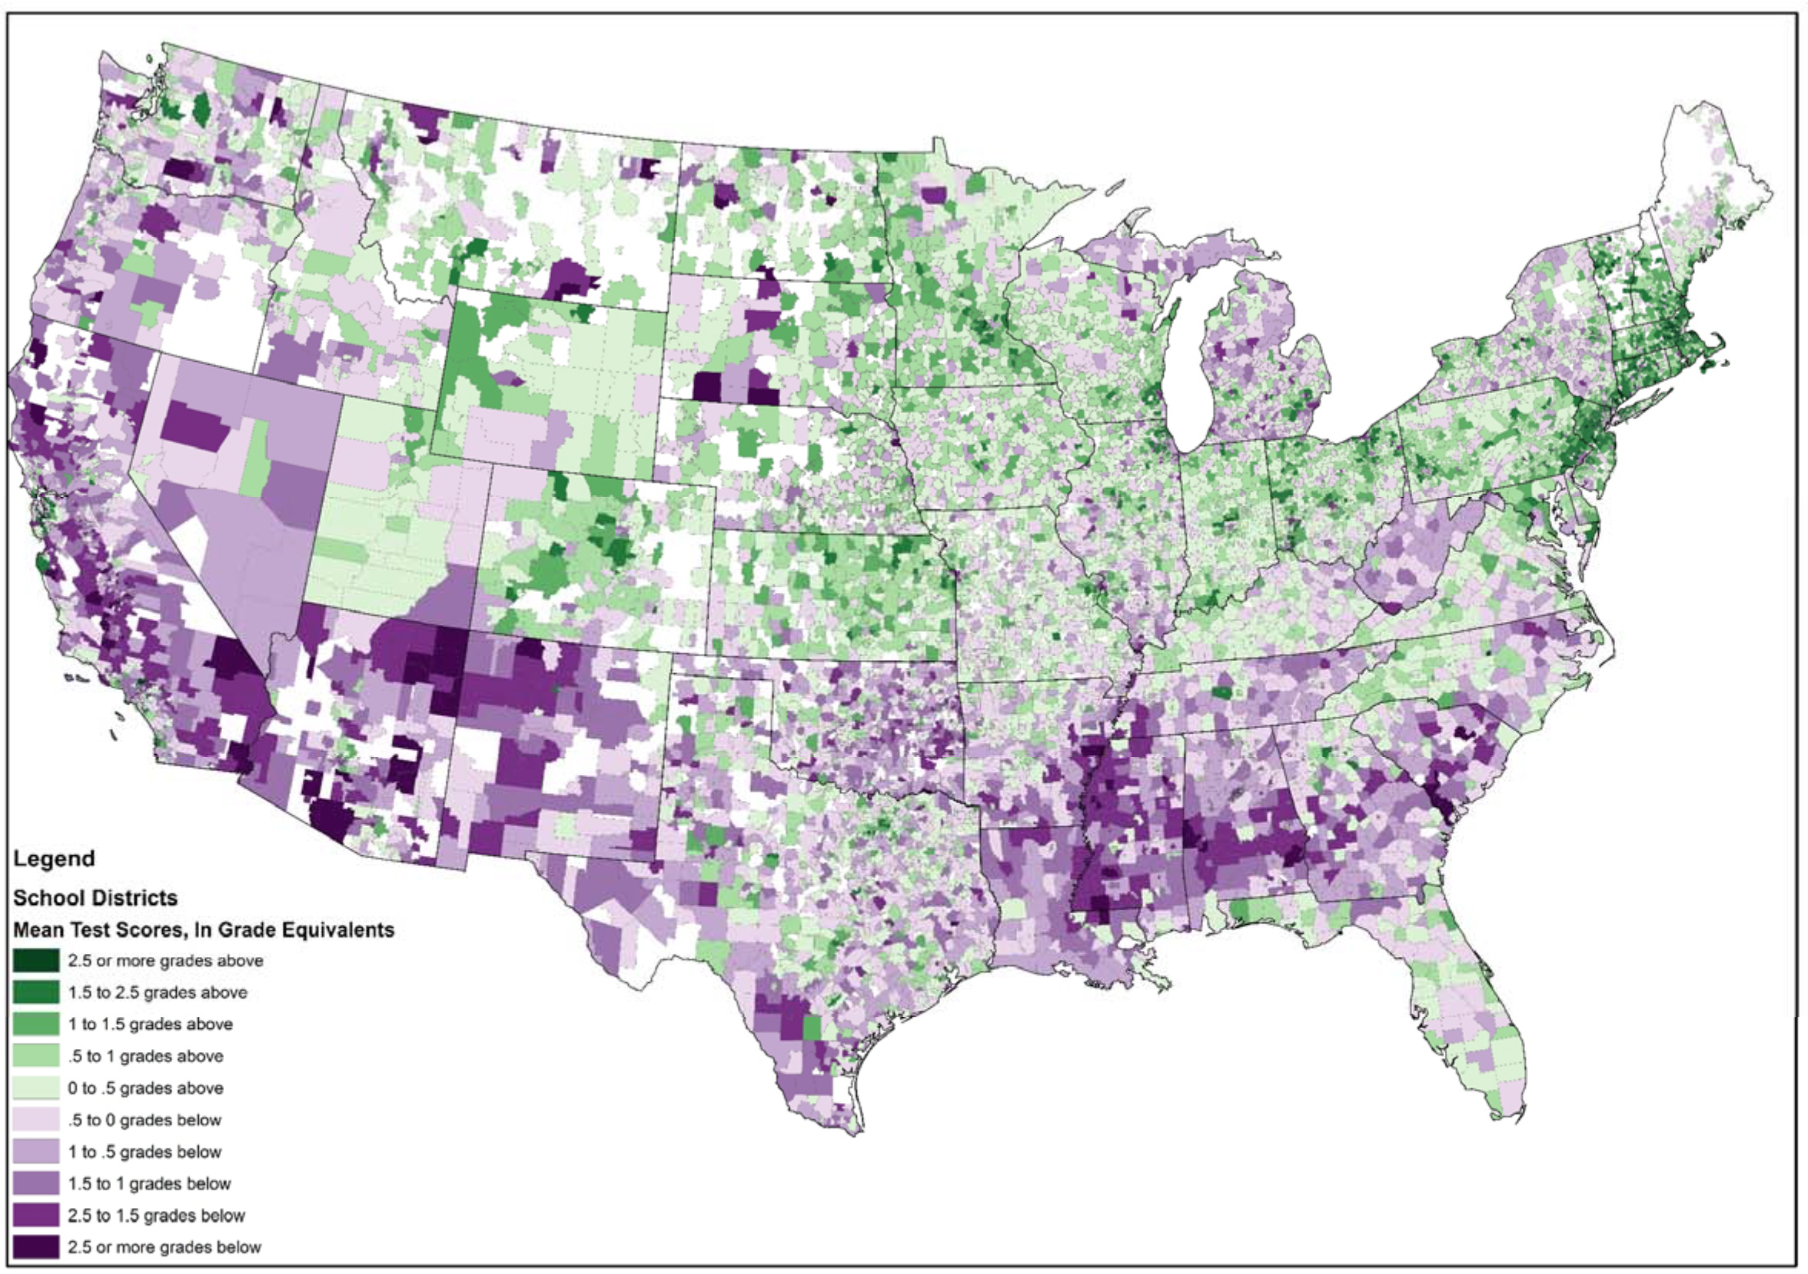 Legend
School Districts
Mean Test Scores, In Grade Equivalents
2.5 or more grades above
1.5 to 2.5 grades above
1 to 1.5 grades above
.5 to 1 grades above
0 to .5 grades above
.5 to 0 grades below
1 to .5 grades below
1.5 to 1 grades below
2.5 to 1.5 grades below
2.5 or more grades below